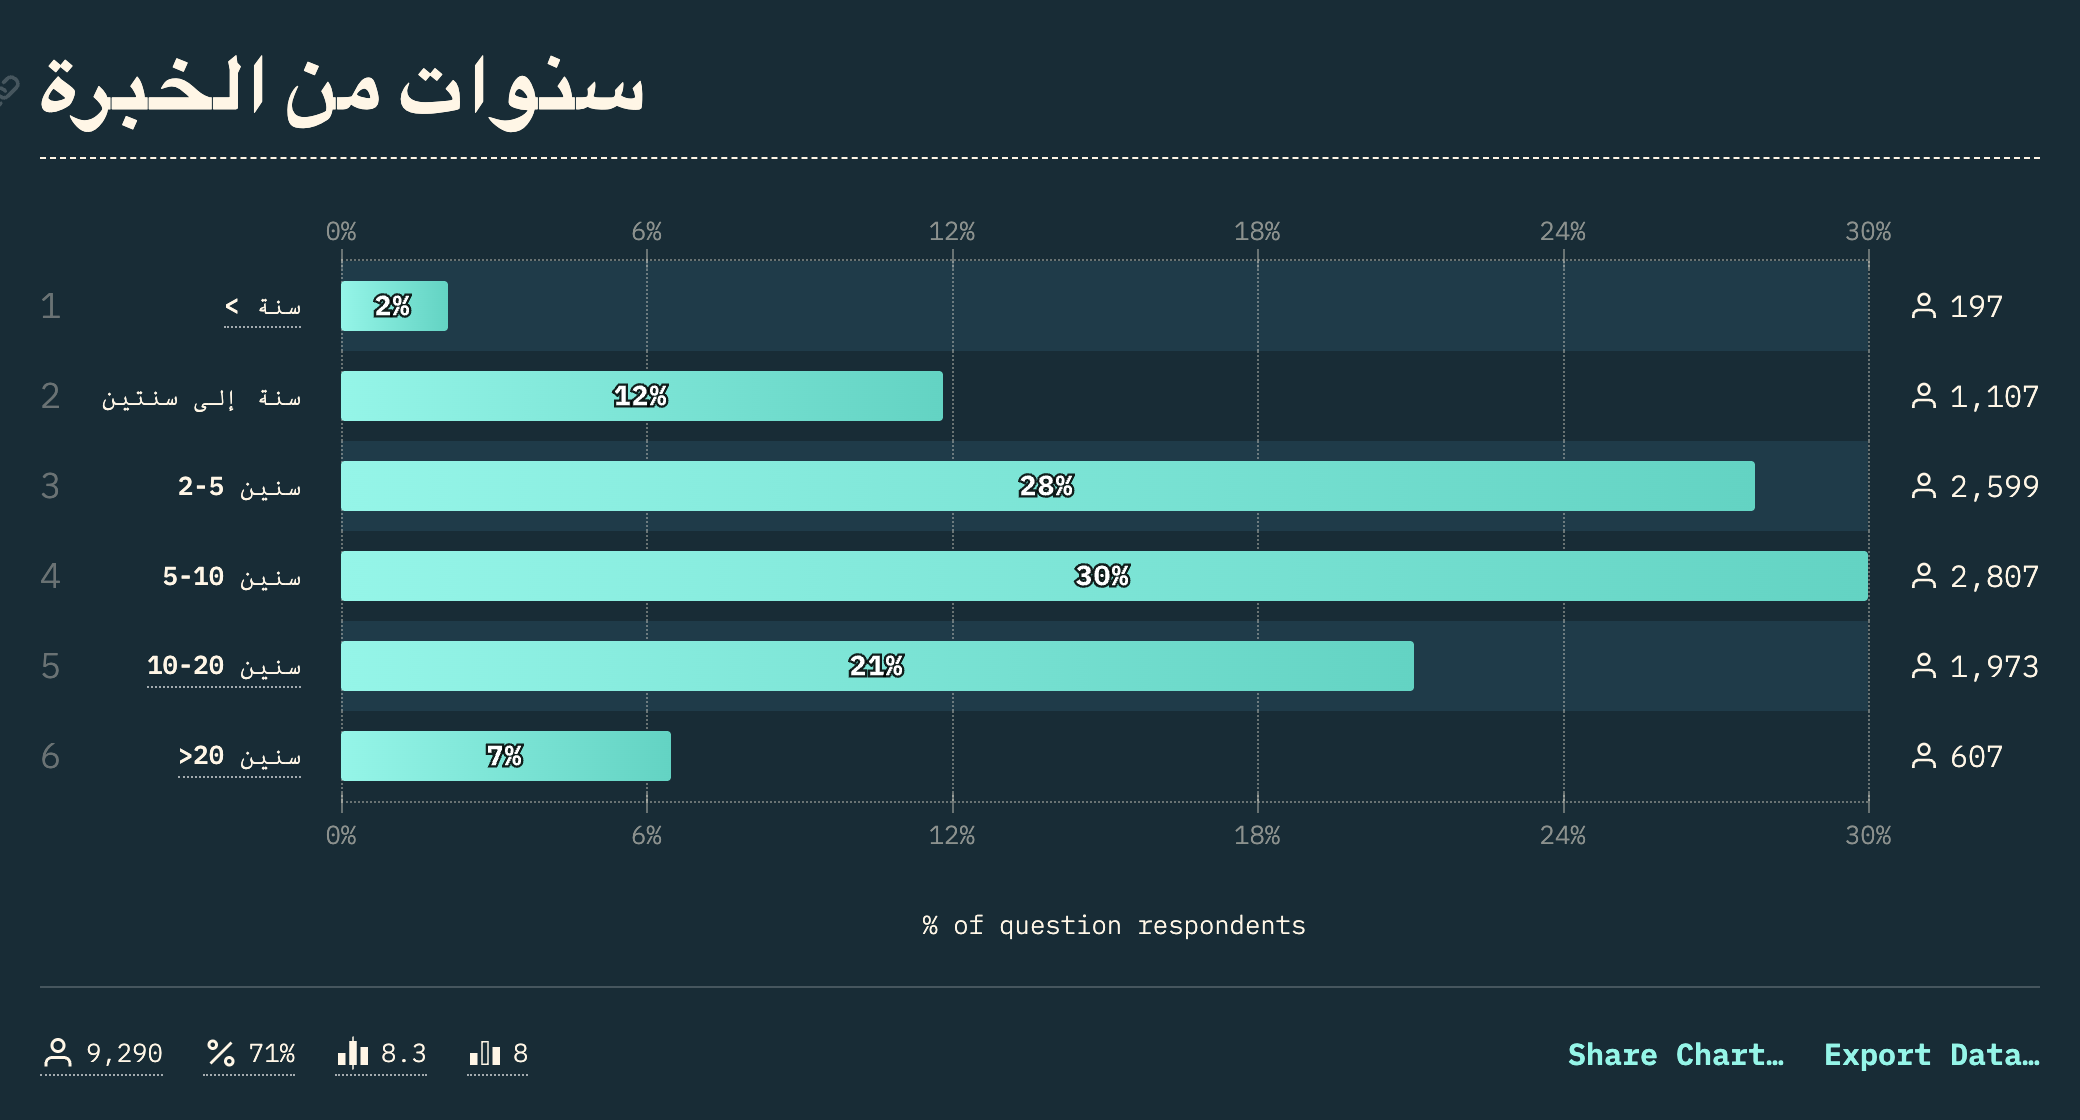 سنوات من الخبرة
0% 6% 12% 18% 24% 30%
1 سنة > 2% 197
2 سنة إلى سنتين 12% 1,107
3 2-5 سنين 28% 2,599
4 5-10 سنين 30% 2,807
5 10-20 سنين 21% 1,973
6 >20 سنين 7% 607
0% 6% 12% 18% 24% 30%
% of question respondents
9,290 71% 8.3 8 Share Chart… Export Data…